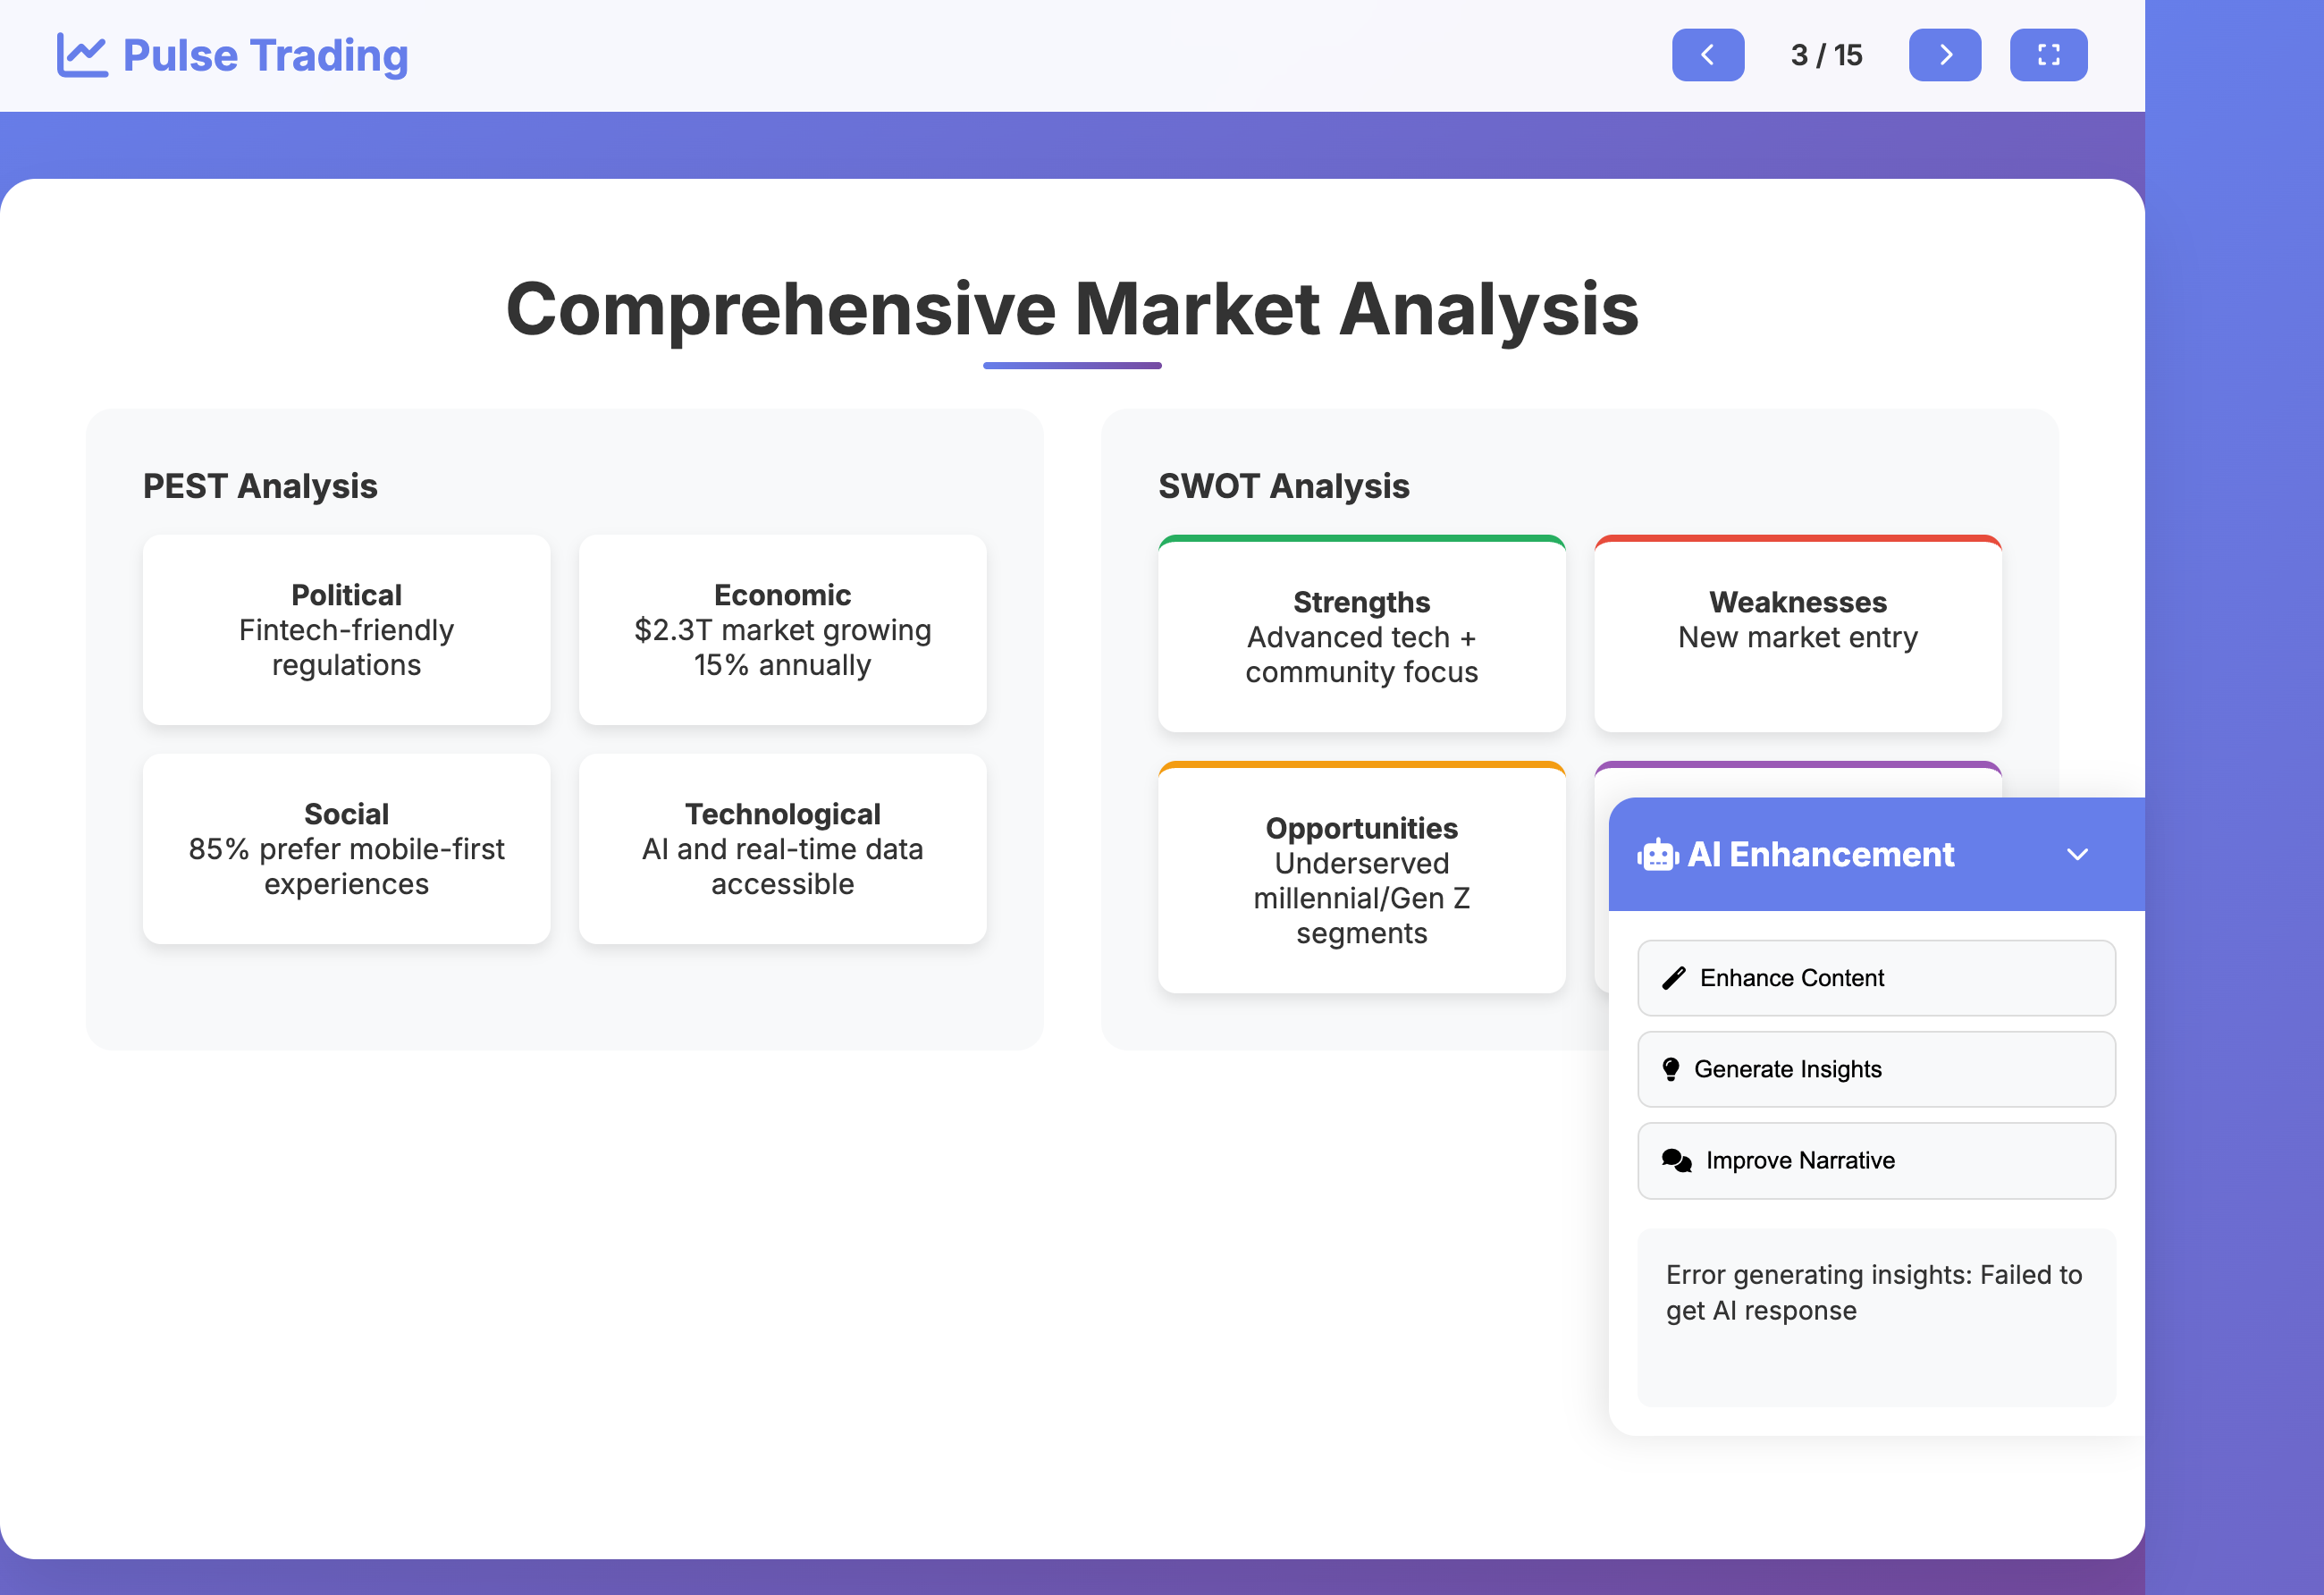 Pulse Trading
3 / 15
Comprehensive Market Analysis
PEST Analysis
Political
Fintech-friendly
regulations
Economic
$2.3T market growing
15% annually
Social
85% prefer mobile-first
experiences
Technological
AI and real-time data
accessible
SWOT Analysis
Strengths
Advanced tech +
community focus
Weaknesses
New market entry
Opportunities
Underserved
millennial/Gen Z
segments
AI Enhancement
Enhance Content
Generate Insights
Improve Narrative
Error generating insights: Failed to
get AI response